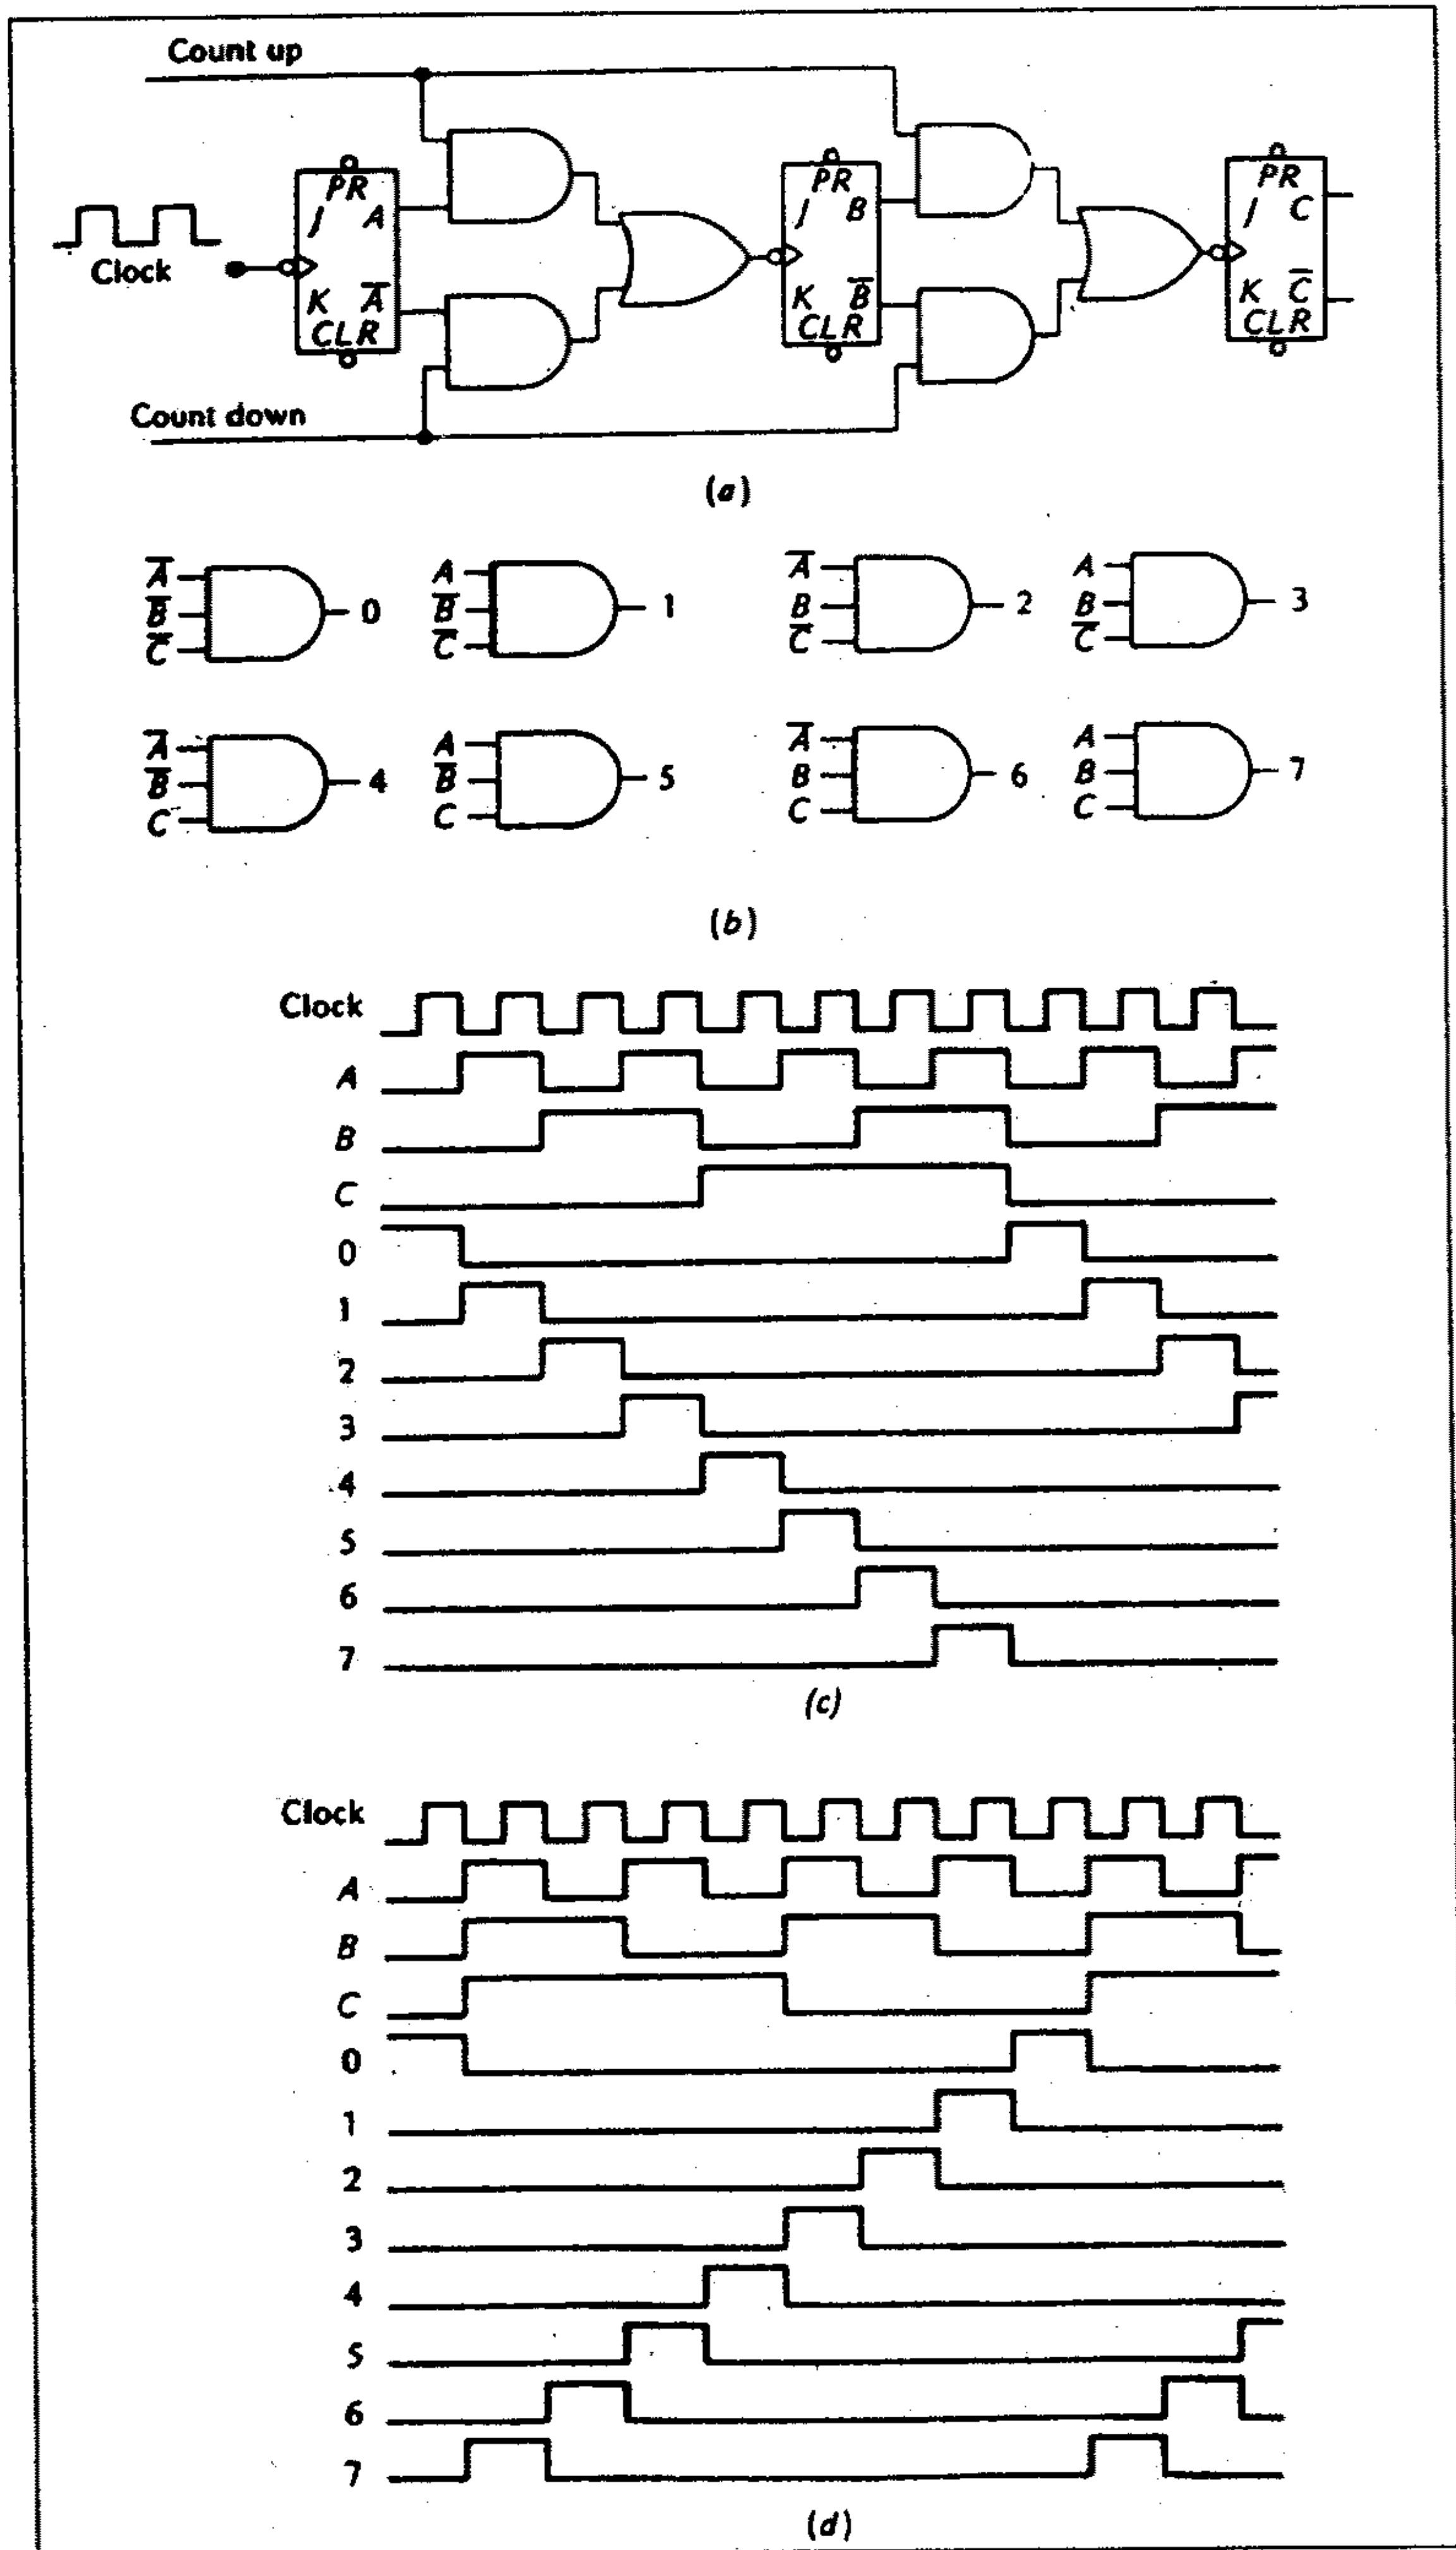 Count up
PR
J A
K A̅
CLR
PR
J B
K B̅
CLR
PR
J C
K C̅
CLR
Clock
Count down
(a)
A̅
B̅
C̅
0
A
B̅
C̅
1
A̅
B
C̅
2
A
B
C̅
3
A̅
B̅
C
4
A
B̅
C
5
A̅
B
C
6
A
B
C
7
(b)
Clock
A
B
C
0
1
2
3
4
5
6
7
(c)
Clock
A
B
C
0
1
2
3
4
5
6
7
(d)